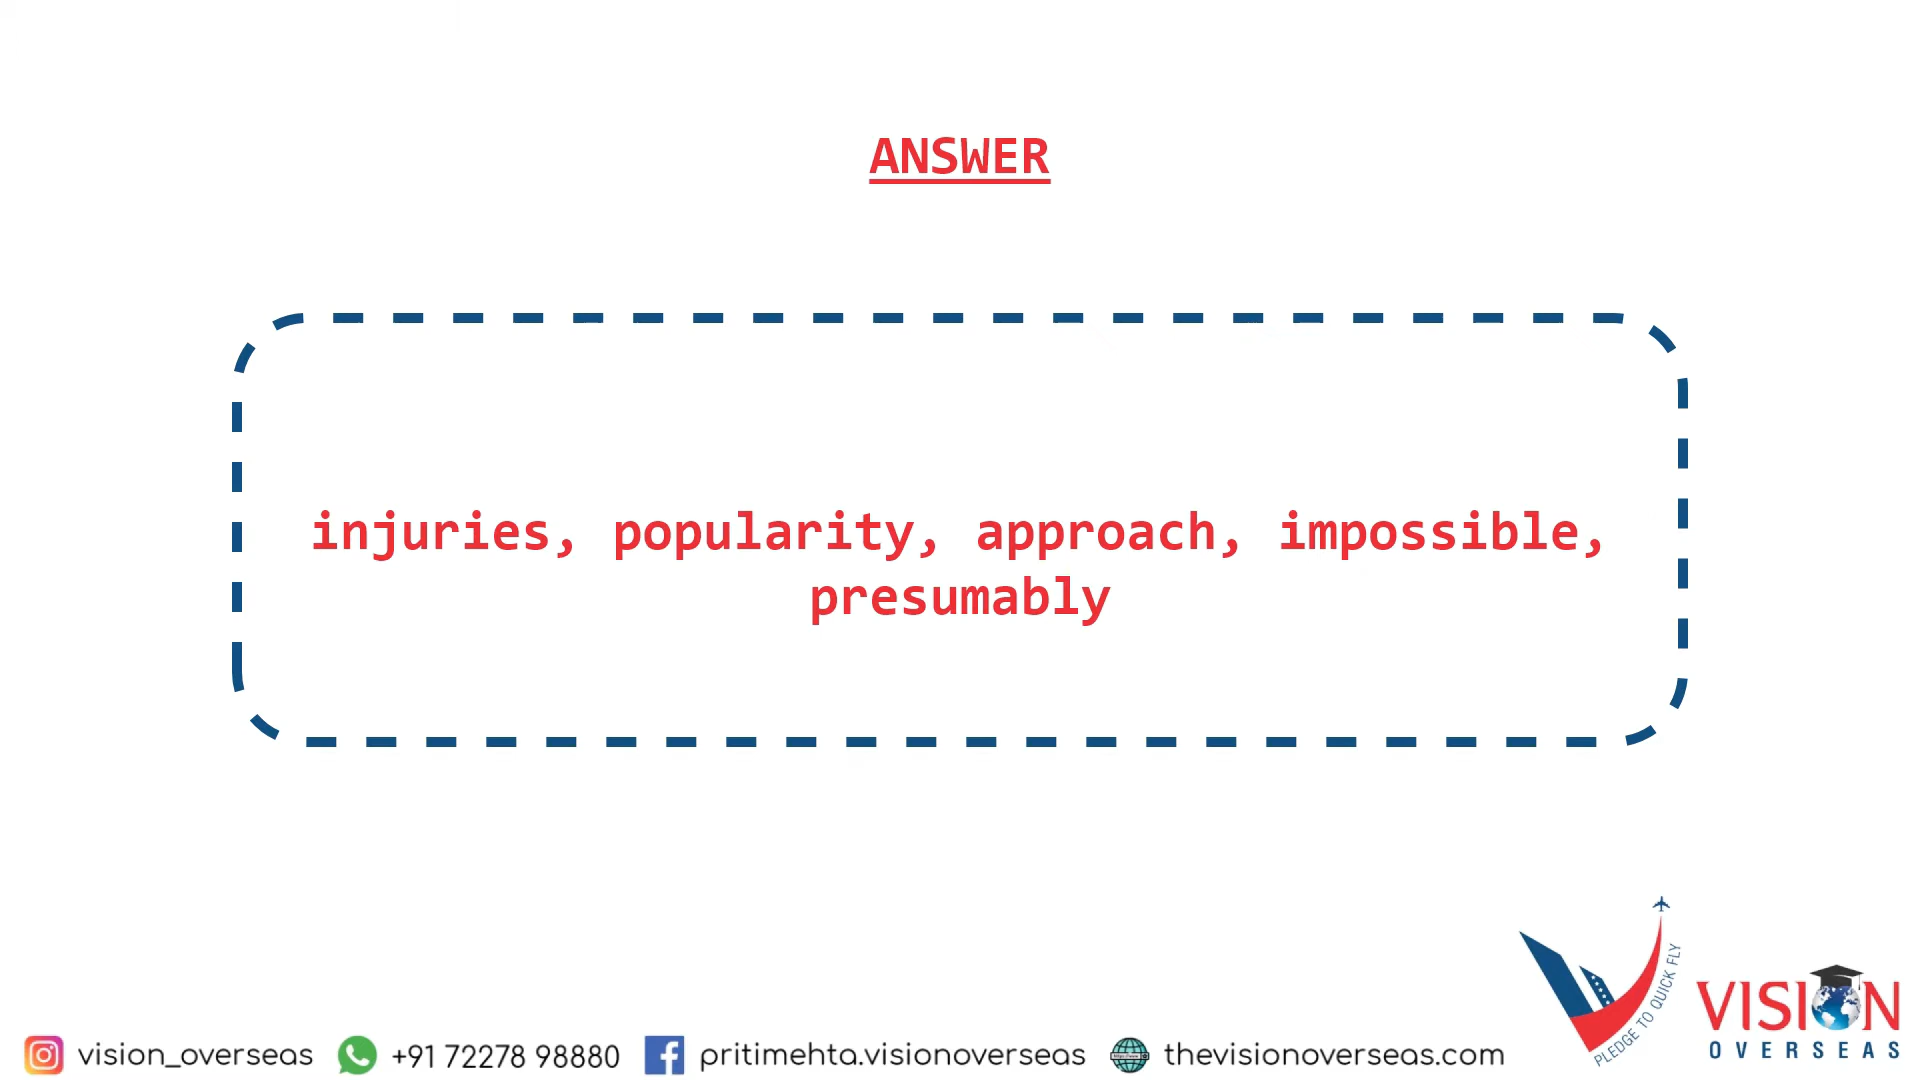 ANSWER
injuries, popularity, approach, impossible,
presumably
PLEDGE TO QUICK FLY
VISION
OVERSEAS
vision_overseas +91 72278 98880 pritimehta.visionoverseas thevisionoverseas.com